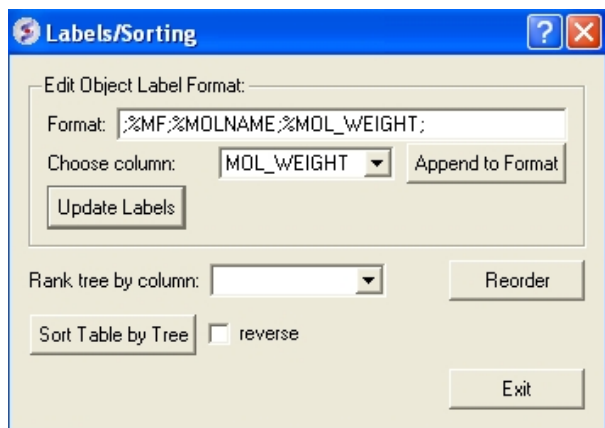 Labels/Sorting
Edit Object Label Format:
Format: ;%MF;%MOLNAME;%MOL_WEIGHT;
Choose column: MOL_WEIGHT Append to Format
Update Labels
Rank tree by column: Reorder
Sort Table by Tree reverse
Exit